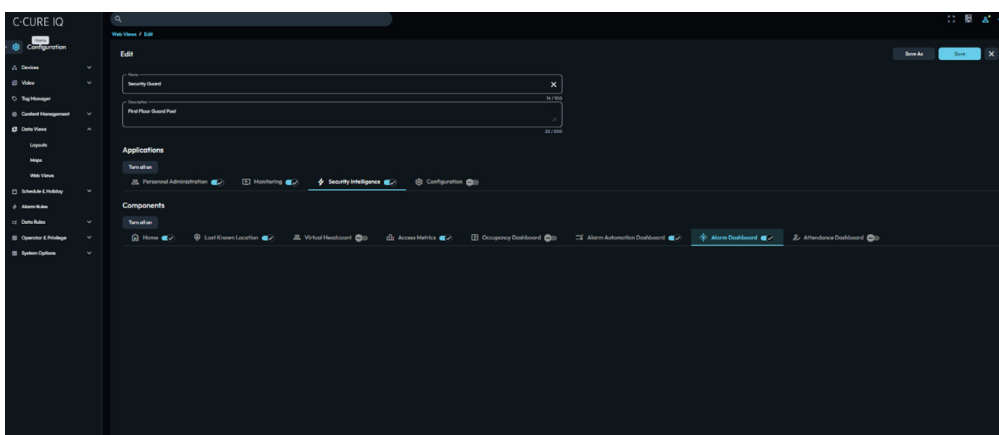 C•CURE IQ
Configuration
Devices
Video
Tag Manager
Content Management
Data Views
Layouts
Maps
Web Views
Schedule & Holiday
Alarm Rules
Data Rules
Operator & Privilege
System Options
Web Views / Edit
Edit
Save As
Save
Name
Security Guard
14 / 100
Description
First Floor Guard Post
22 / 500
Applications
Turn all on
Personnel Administration
Monitoring
Security Intelligence
Configuration
Components
Turn all on
Home
Last Known Location
Virtual Headcount
Access Metrics
Occupancy Dashboard
Alarm Automation Dashboard
Alarm Dashboard
Attendance Dashboard